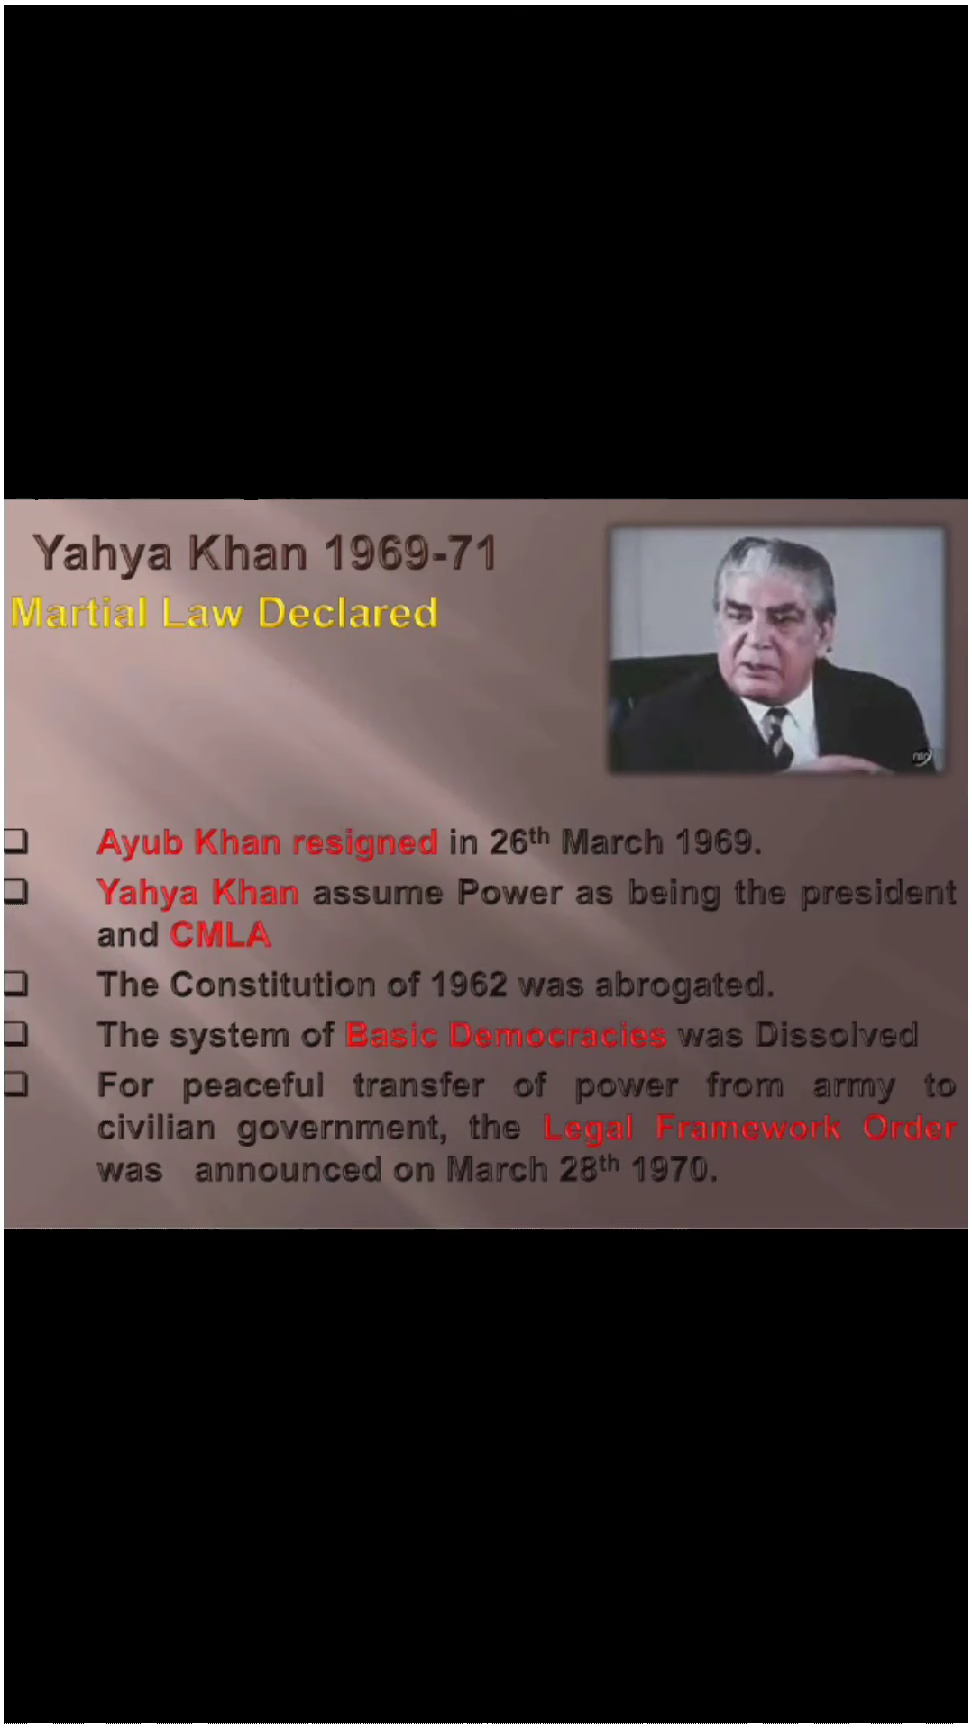 Yahya Khan 1969-71
Martial Law Declared
Ayub Khan resigned in 26th March 1969.
Yahya Khan assume Power as being the president
and CMLA
The Constitution of 1962 was abrogated.
The system of Basic Democracies was Dissolved
For peaceful transfer of power from army to
civilian government, the Legal Framework Order
was announced on March 28th 1970.